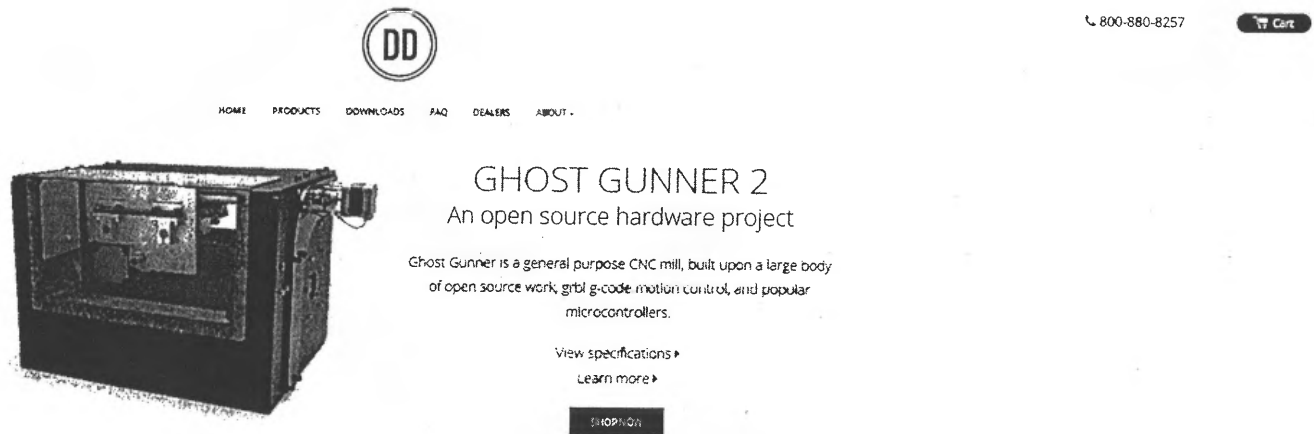 DD
800-880-8257
Cart
HOME PRODUCTS DOWNLOADS FAQ DEALERS ABOUT
GHOST GUNNER 2
An open source hardware project
Ghost Gunner is a general purpose CNC mill, built upon a large body
of open source work, grbl g-code motion control, and popular
microcontrollers.
View specifications
Learn more
SHOP NOW